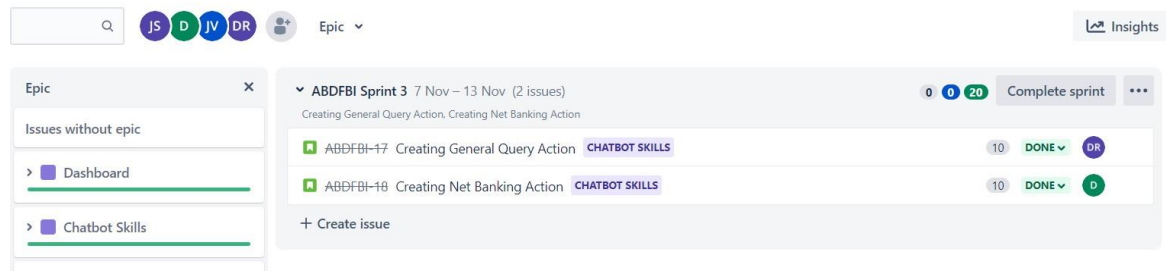 JS D JV DR Epic Insights
Epic
Issues without epic
Dashboard
Chatbot Skills
ABDFBI Sprint 3 7 Nov – 13 Nov (2 issues) 0 0 20 Complete sprint
Creating General Query Action, Creating Net Banking Action
ABDFBI-17 Creating General Query Action CHATBOT SKILLS 10 DONE DR
ABDFBI-18 Creating Net Banking Action CHATBOT SKILLS 10 DONE D
+ Create issue